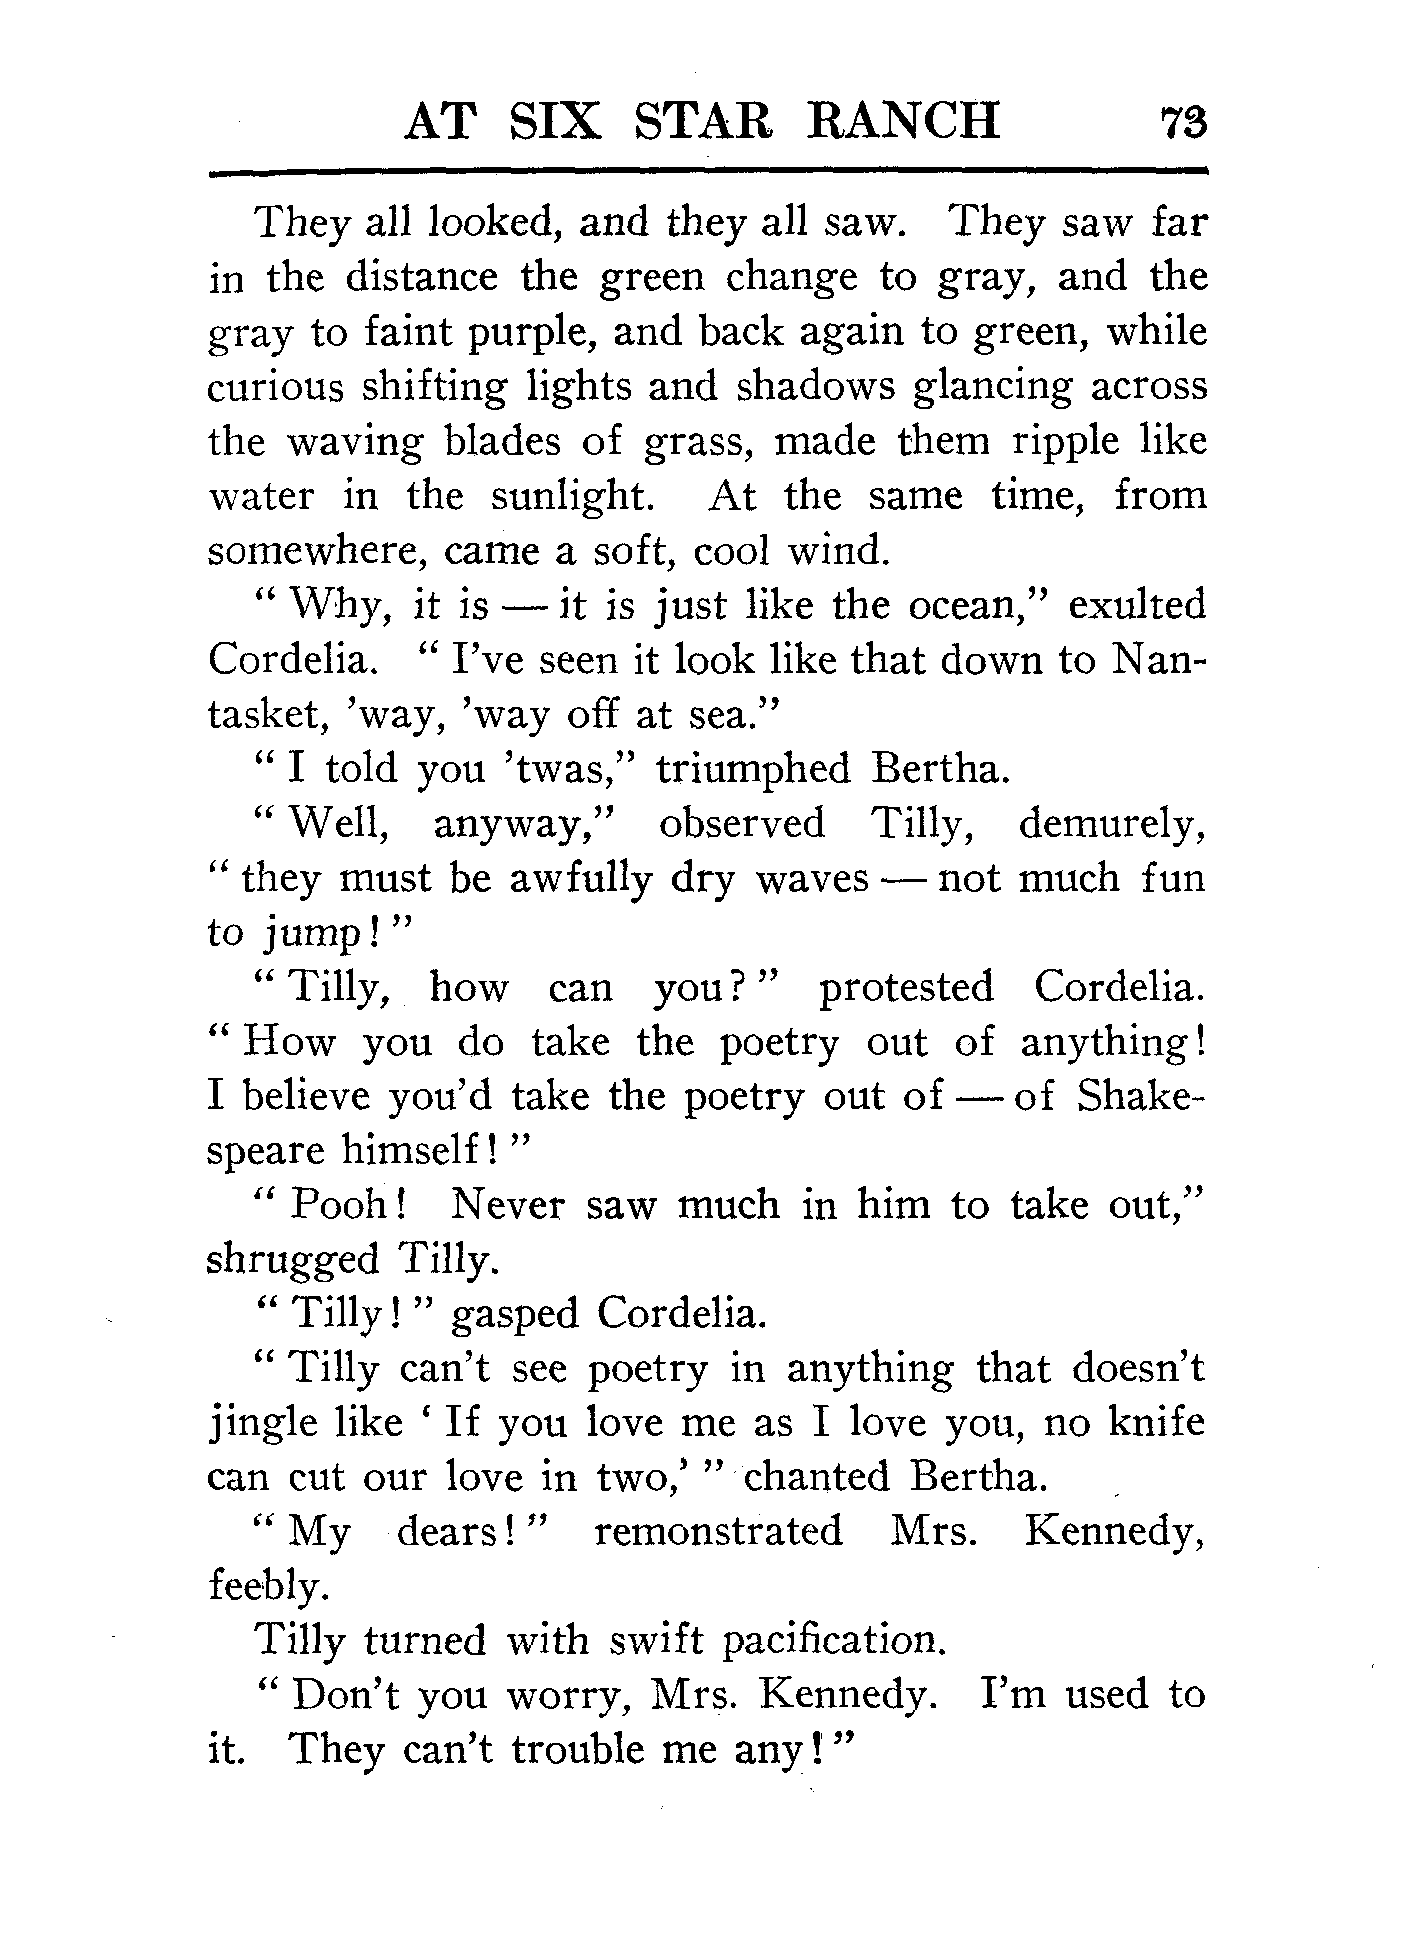 AT SIX STAR RANCH 73
They all looked, and they all saw. They saw far
in the distance the green change to gray, and the
gray to faint purple, and back again to green, while
curious shifting lights and shadows glancing across
the waving blades of grass, made them ripple like
water in the sunlight. At the same time, from
somewhere, came a soft, cool wind.
“ Why, it is — it is just like the ocean,” exulted
Cordelia. “ I’ve seen it look like that down to Nan-
tasket, ’way, ’way off at sea.”
“ I told you ’twas,” triumphed Bertha.
“ Well, anyway,” observed Tilly, demurely,
“ they must be awfully dry waves — not much fun
to jump! ”
“ Tilly, how can you? ” protested Cordelia.
“ How you do take the poetry out of anything!
I believe you’d take the poetry out of — of Shake-
speare himself! ”
“ Pooh! Never saw much in him to take out,”
shrugged Tilly.
“ Tilly! ” gasped Cordelia.
“ Tilly can’t see poetry in anything that doesn’t
jingle like ‘ If you love me as I love you, no knife
can cut our love in two,’ ” chanted Bertha.
“ My dears! ” remonstrated Mrs. Kennedy,
feebly.
Tilly turned with swift pacification.
“ Don’t you worry, Mrs. Kennedy. I’m used to
it. They can’t trouble me any! ”